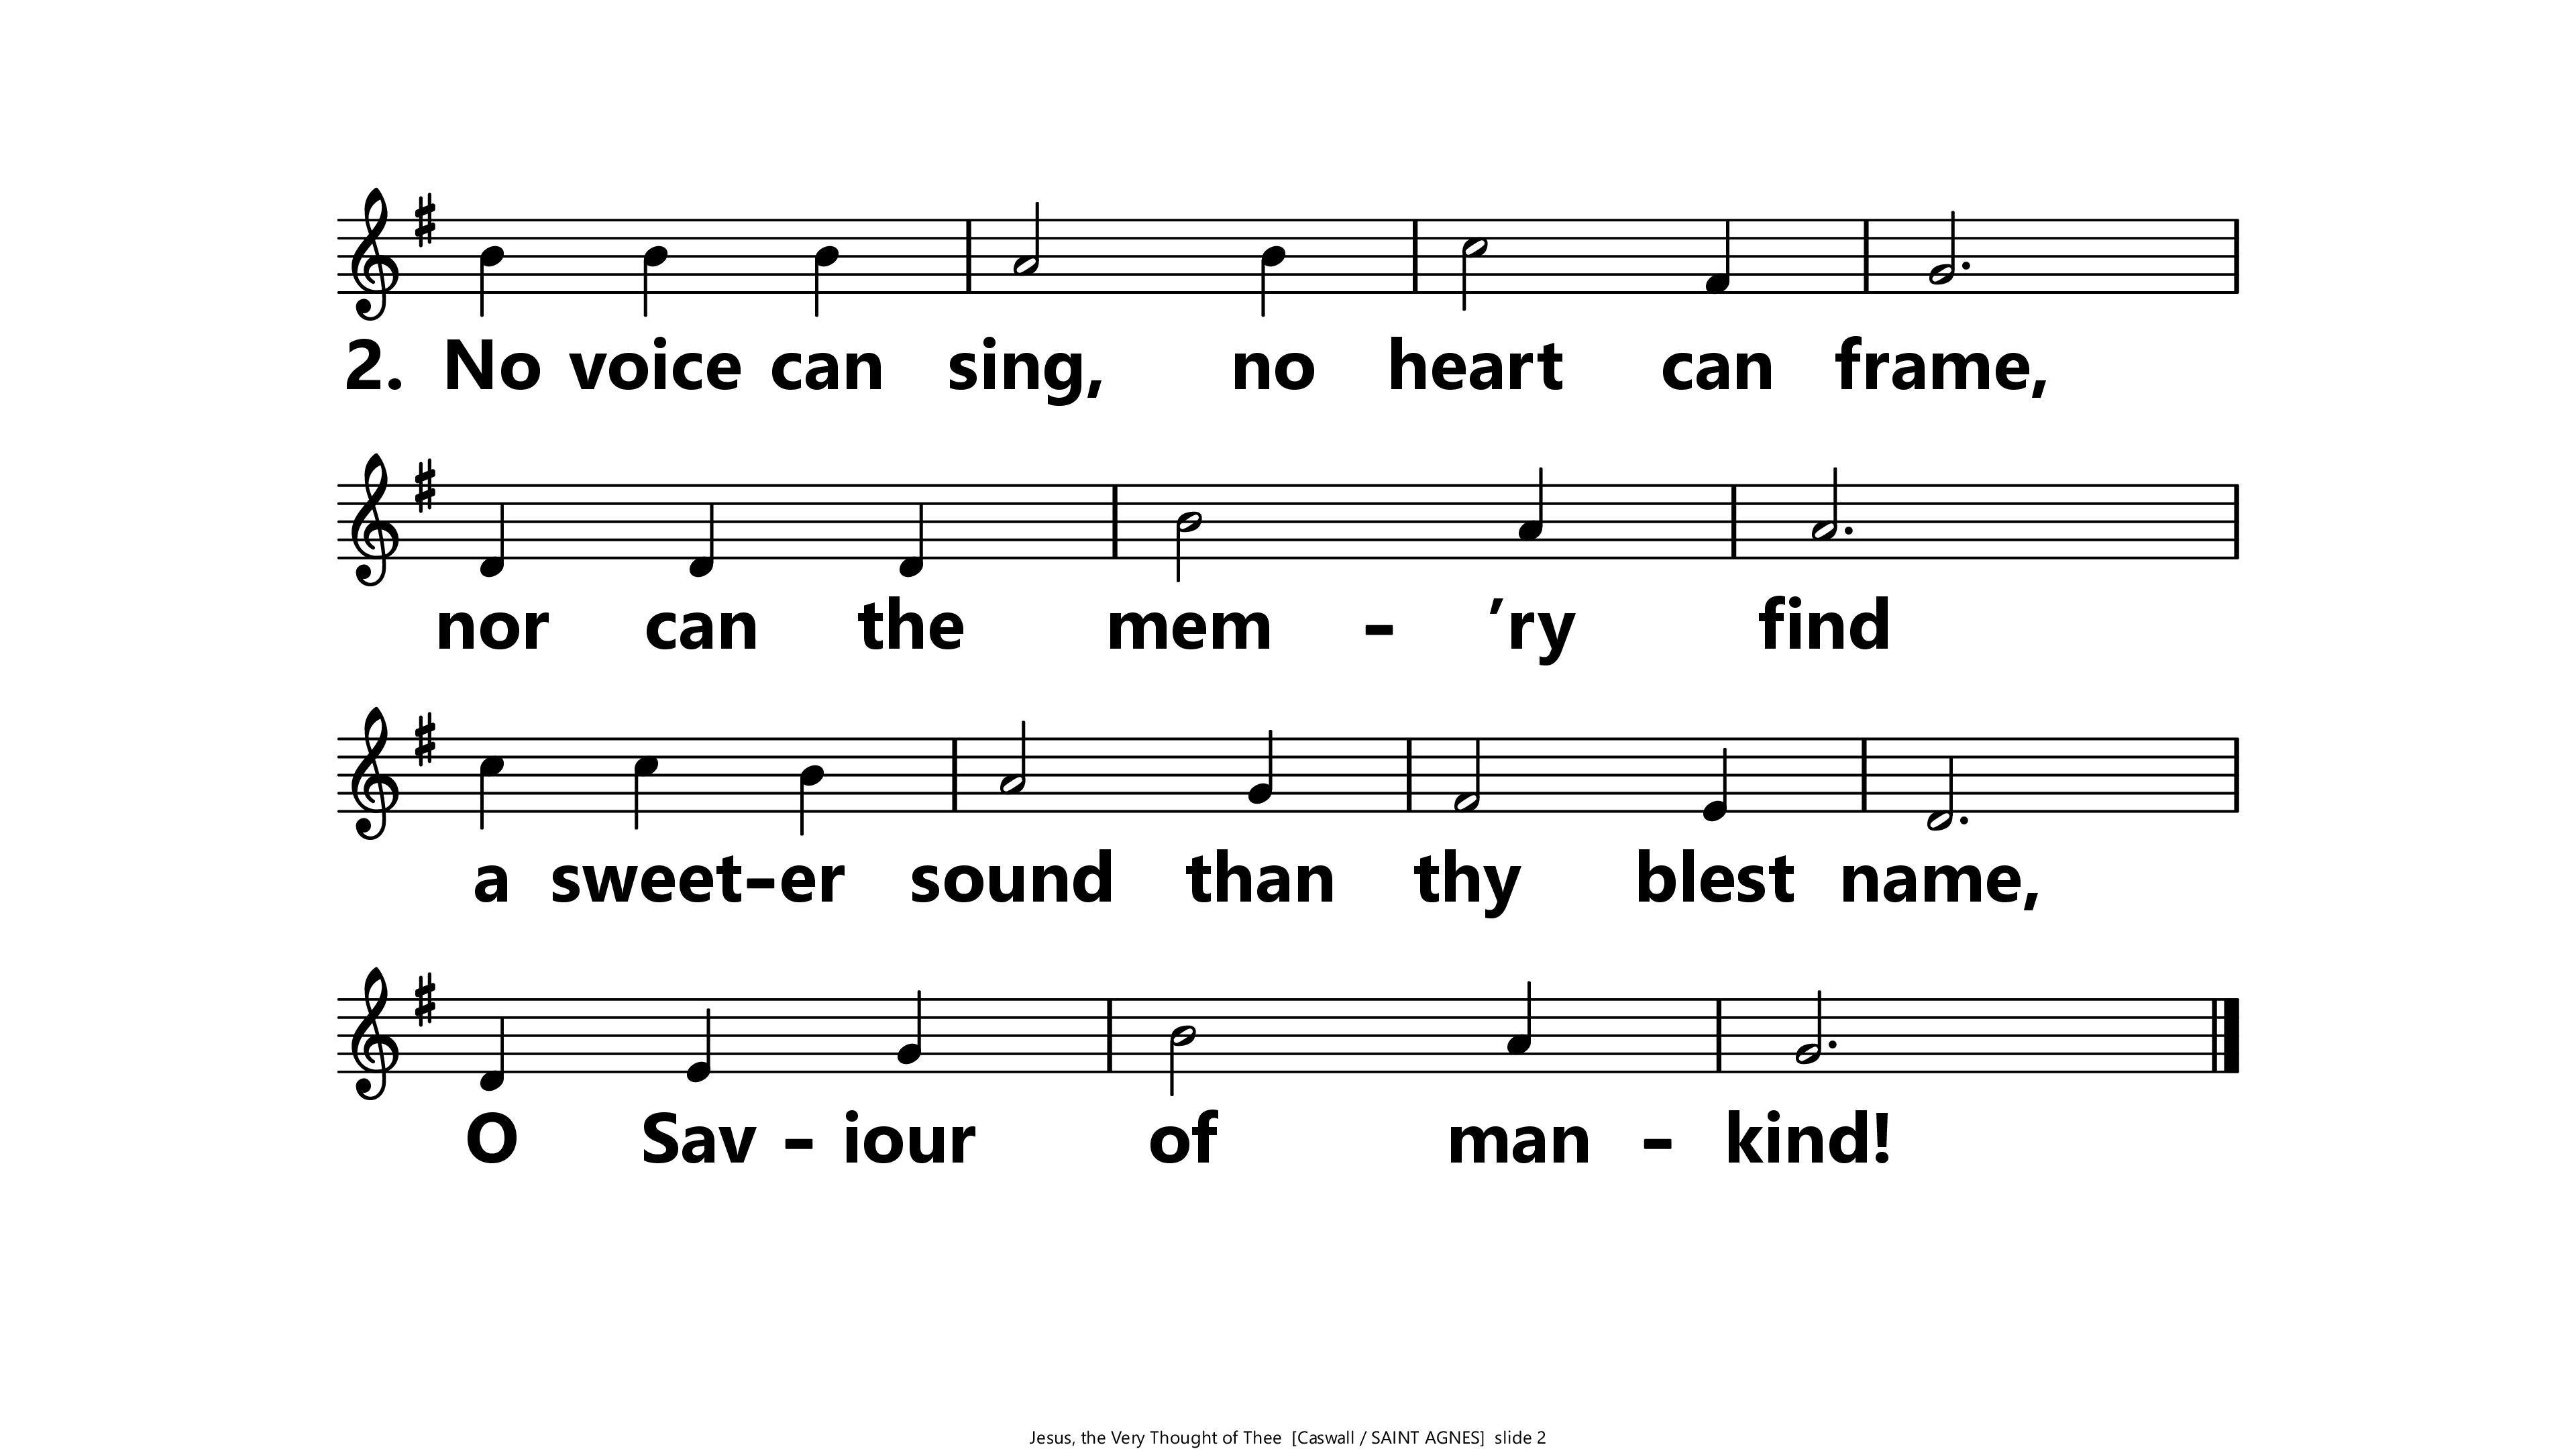 2. No voice can sing, no heart can frame,
nor can the mem - ’ry find
a sweet-er sound than thy blest name,
O Sav - iour of man - kind!
Jesus, the Very Thought of Thee [Caswall / SAINT AGNES] slide 2